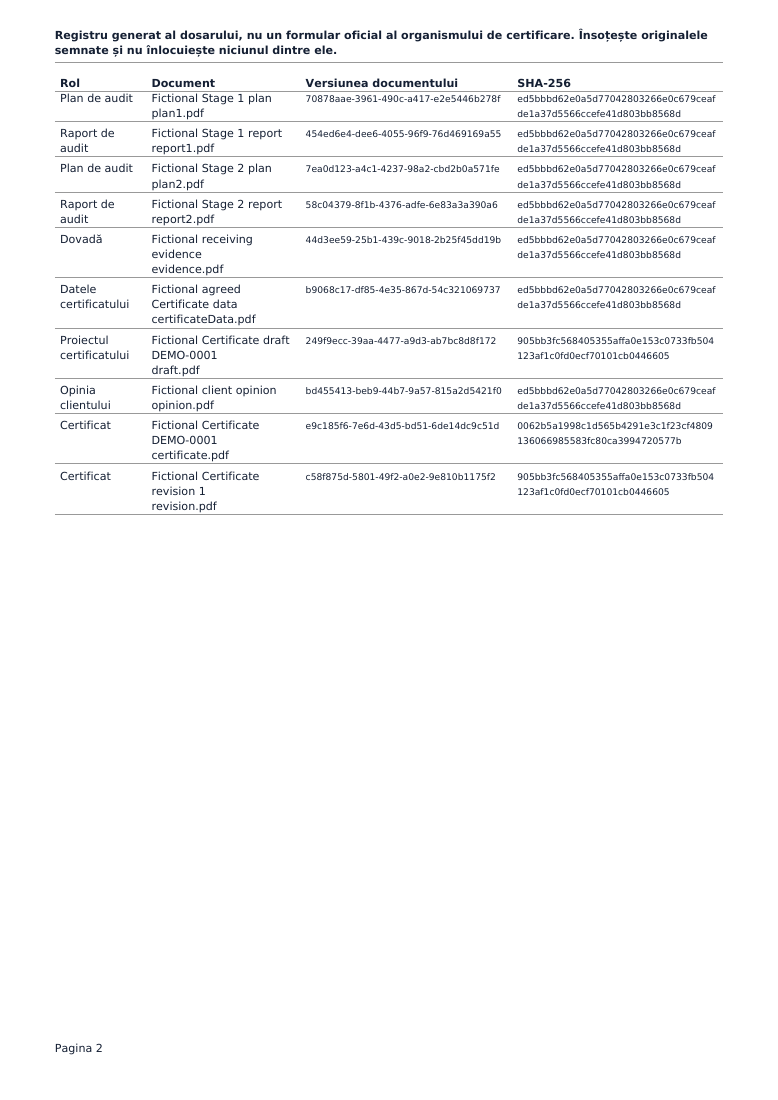 Registru generat al dosarului, nu un formular oficial al organismului de certificare. Însoțește originalele
semnate și nu înlocuiește niciunul dintre ele.
Rol Document Versiunea documentului SHA-256
Plan de audit Fictional Stage 1 plan 70878aae-3961-490c-a417-e2e5446b278f ed5bbbd62e0a5d77042803266e0c679ceaf
plan1.pdf de1a37d5566ccefe41d803bb8568d
Raport de Fictional Stage 1 report 454ed6e4-dee6-4055-96f9-76d469169a55 ed5bbbd62e0a5d77042803266e0c679ceaf
audit report1.pdf de1a37d5566ccefe41d803bb8568d
Plan de audit Fictional Stage 2 plan 7ea0d123-a4c1-4237-98a2-cbd2b0a571fe ed5bbbd62e0a5d77042803266e0c679ceaf
plan2.pdf de1a37d5566ccefe41d803bb8568d
Raport de Fictional Stage 2 report 58c04379-8f1b-4376-adfe-6e83a3a390a6 ed5bbbd62e0a5d77042803266e0c679ceaf
audit report2.pdf de1a37d5566ccefe41d803bb8568d
Dovadă Fictional receiving 44d3ee59-25b1-439c-9018-2b25f45dd19b ed5bbbd62e0a5d77042803266e0c679ceaf
evidence de1a37d5566ccefe41d803bb8568d
evidence.pdf
Datele Fictional agreed b9068c17-df85-4e35-867d-54c321069737 ed5bbbd62e0a5d77042803266e0c679ceaf
certificatului Certificate data de1a37d5566ccefe41d803bb8568d
certificateData.pdf
Proiectul Fictional Certificate draft 249f9ecc-39aa-4477-a9d3-ab7bc8d8f172 905bb3fc568405355affa0e153c0733fb504
certificatului DEMO-0001 123af1c0fd0ecf70101cb0446605
draft.pdf
Opinia Fictional client opinion bd455413-beb9-44b7-9a57-815a2d5421f0 ed5bbbd62e0a5d77042803266e0c679ceaf
clientului opinion.pdf de1a37d5566ccefe41d803bb8568d
Certificat Fictional Certificate e9c185f6-7e6d-43d5-bd51-6de14dc9c51d 0062b5a1998c1d565b4291e3c1f23cf4809
DEMO-0001 136066985583fc80ca3994720577b
certificate.pdf
Certificat Fictional Certificate c58f875d-5801-49f2-a0e2-9e810b1175f2 905bb3fc568405355affa0e153c0733fb504
revision 1 123af1c0fd0ecf70101cb0446605
revision.pdf
Pagina 2